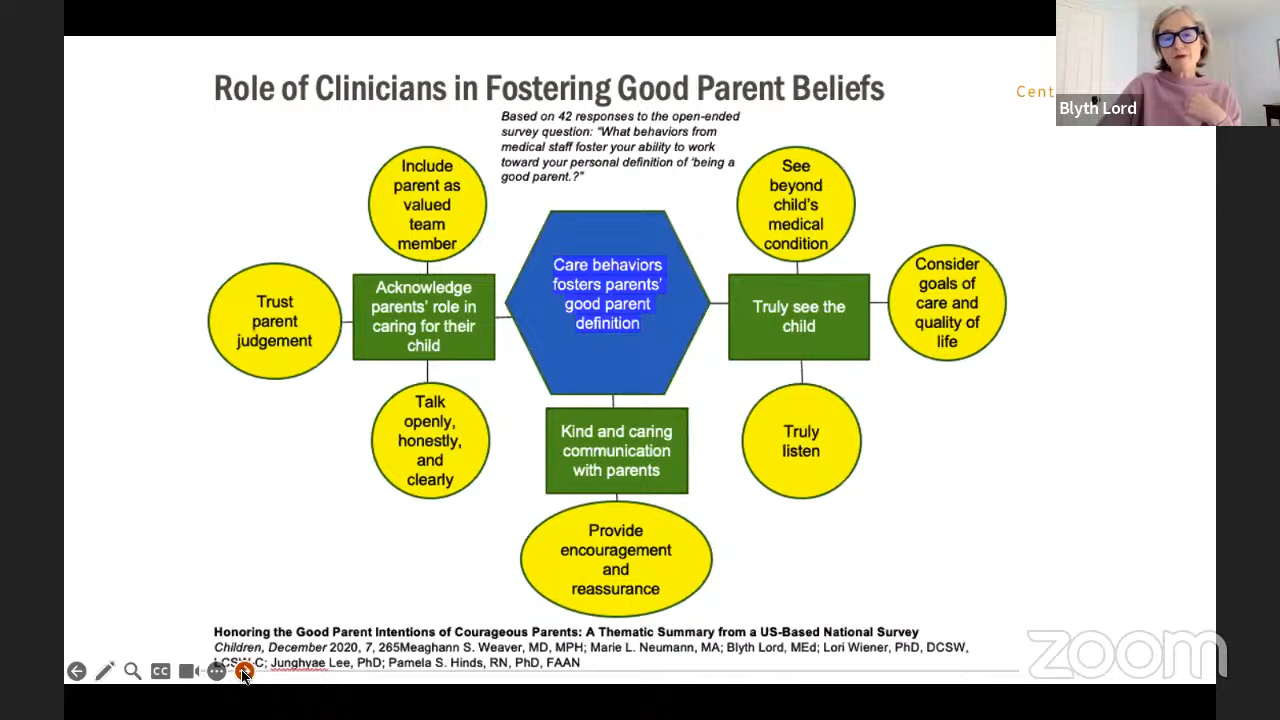 Role of Clinicians in Fostering Good Parent Beliefs
Cent
Blyth Lord
Based on 42 responses to the open-ended
survey question: “What behaviors from
medical staff foster your ability to work
toward your personal definition of ‘being a
good parent.?”
Include
parent as
valued
team
member
See
beyond
child’s
medical
condition
Trust
parent
judgement
Acknowledge
parents’ role in
caring for their
child
Care behaviors
fosters parents’
good parent
definition
Truly see the
child
Consider
goals of
care and
quality of
life
Talk
openly,
honestly,
and
clearly
Kind and caring
communication
with parents
Truly
listen
Provide
encouragement
and
reassurance
Honoring the Good Parent Intentions of Courageous Parents: A Thematic Summary from a US-Based National Survey
Children, December 2020, 7, 265Meaghann S. Weaver, MD, MPH; Marie L. Neumann, MA; Blyth Lord, MEd; Lori Wiener, PhD, DCSW,
LCSW-C; Junghyae Lee, PhD; Pamela S. Hinds, RN, PhD, FAAN
CC
zoom